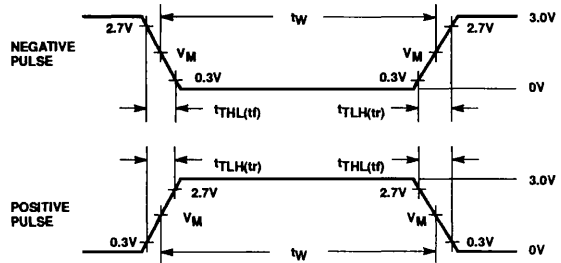 tW
3.0V
2.7V
NEGATIVE
PULSE
VM
VM
0.3V
0.3V
0V
tTHL(tf)
tTLH(tr)
tTLH(tr)
tTHL(tf)
3.0V
2.7V
2.7V
POSITIVE
PULSE
VM
VM
0.3V
0.3V
tW
0V